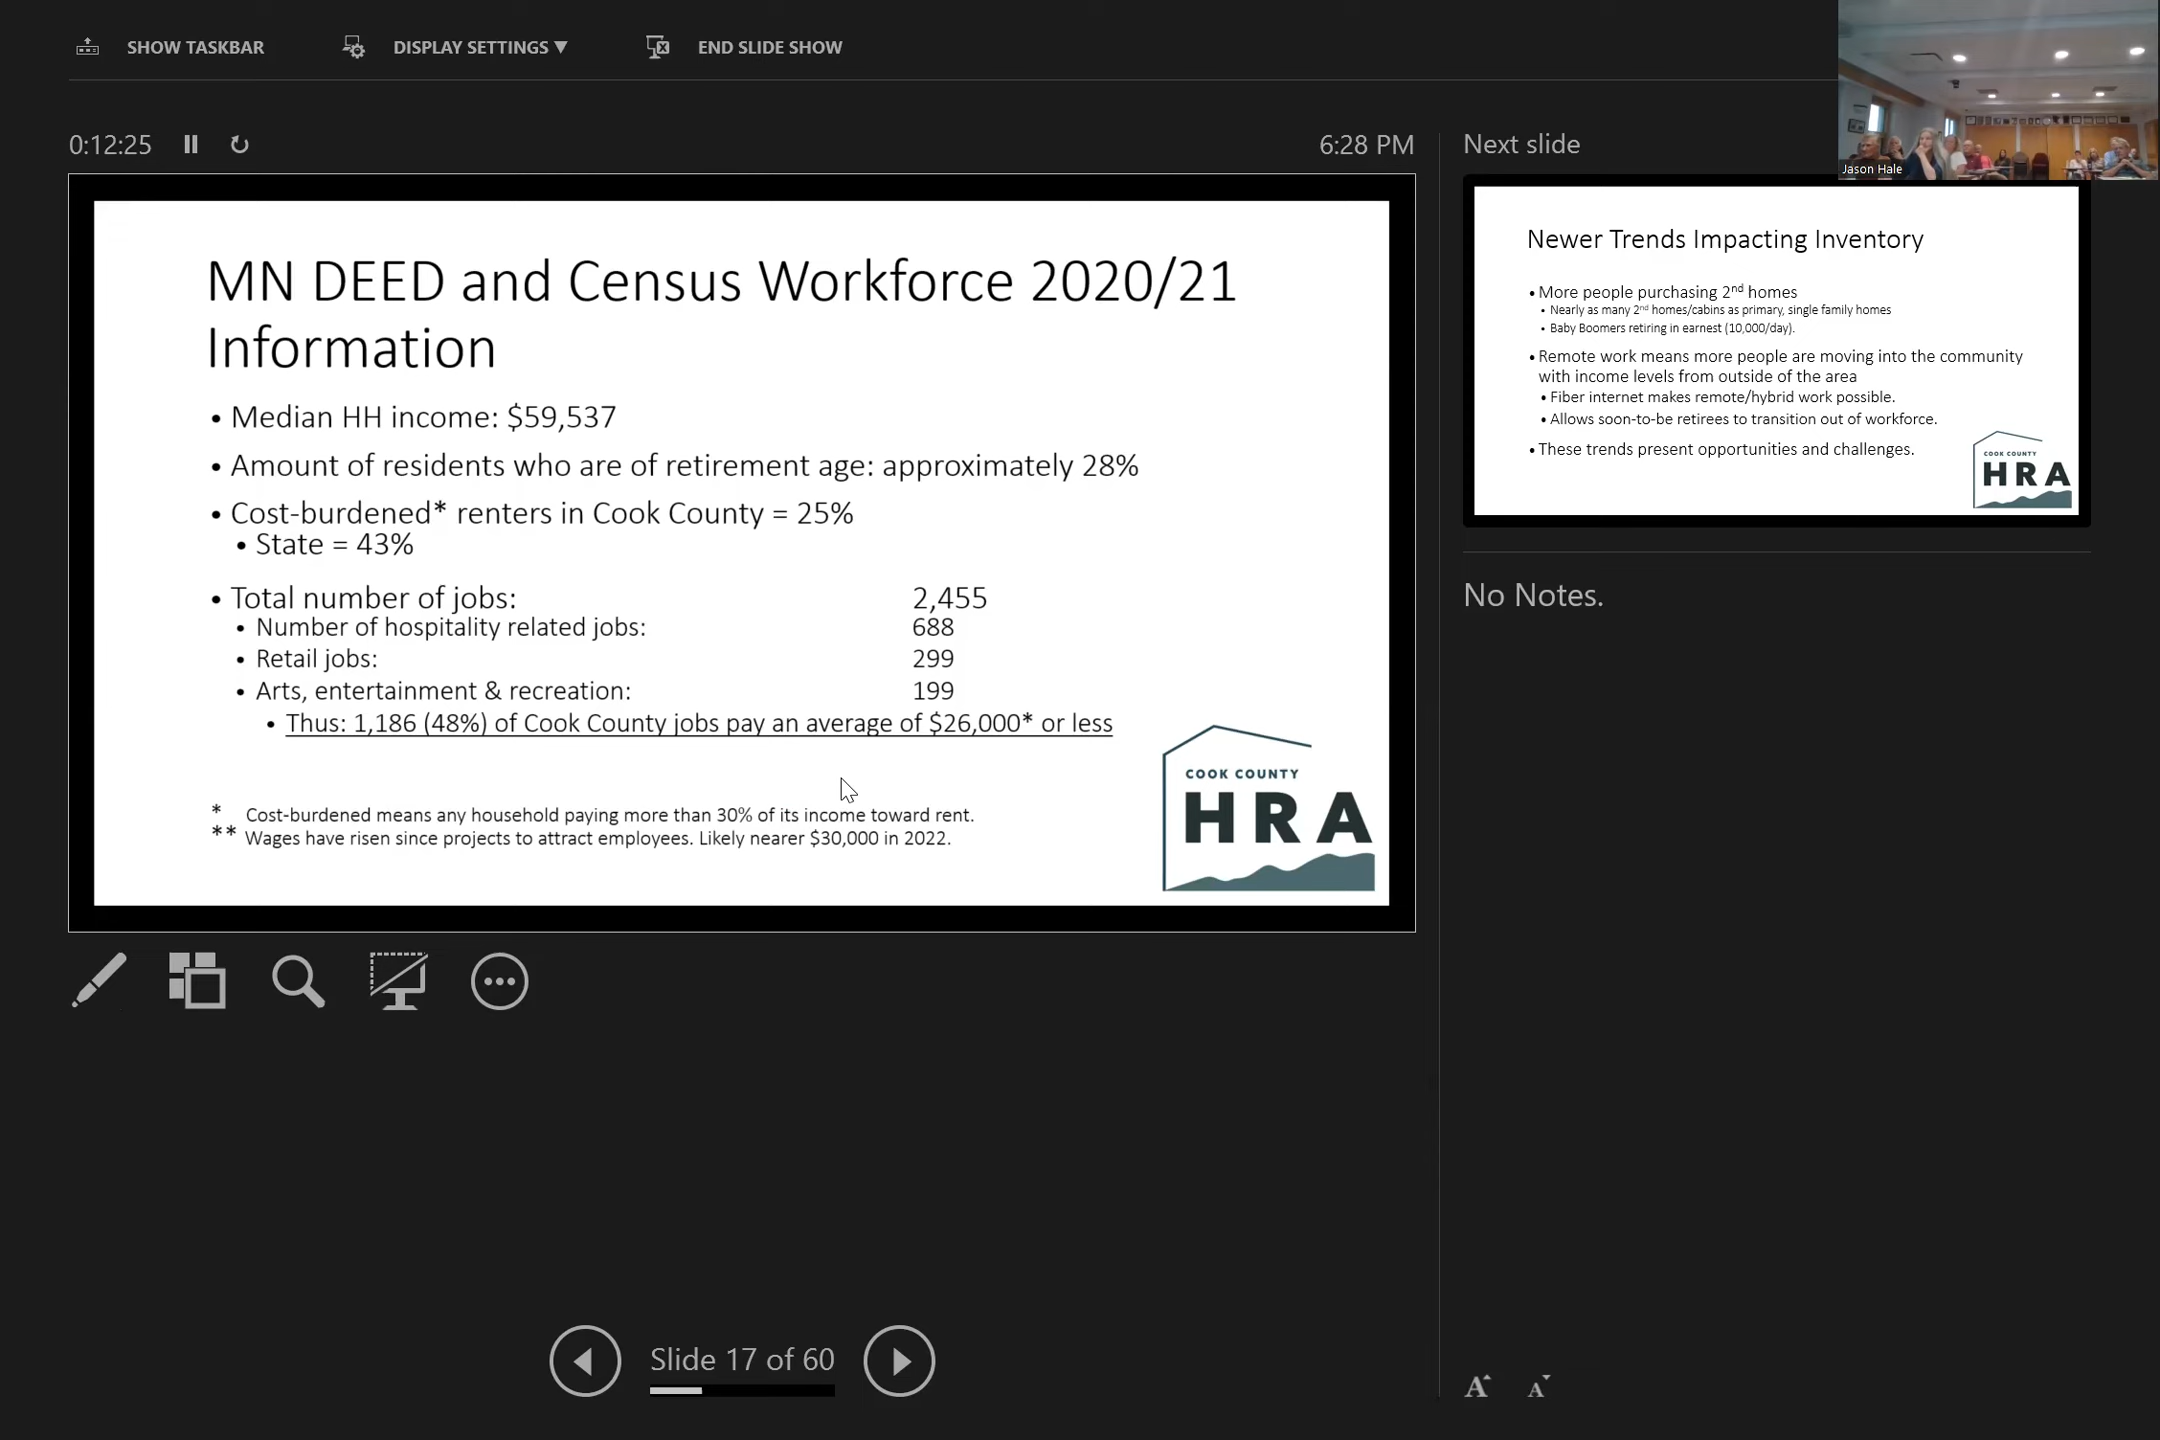 SHOW TASKBAR
DISPLAY SETTINGS ▼
END SLIDE SHOW
0:12:25
6:28 PM
MN DEED and Census Workforce 2020/21
Information
• Median HH income: $59,537
• Amount of residents who are of retirement age: approximately 28%
• Cost-burdened* renters in Cook County = 25%
• State = 43%
• Total number of jobs: 2,455
• Number of hospitality related jobs: 688
• Retail jobs: 299
• Arts, entertainment & recreation: 199
• Thus: 1,186 (48%) of Cook County jobs pay an average of $26,000* or less
* Cost-burdened means any household paying more than 30% of its income toward rent.
** Wages have risen since projects to attract employees. Likely nearer $30,000 in 2022.
COOK COUNTY
HRA
Slide 17 of 60
Next slide
Jason Hale
Newer Trends Impacting Inventory
• More people purchasing 2nd homes
• Nearly as many 2nd homes/cabins as primary, single family homes
• Baby Boomers retiring in earnest (10,000/day).
• Remote work means more people are moving into the community
with income levels from outside of the area
• Fiber internet makes remote/hybrid work possible.
• Allows soon-to-be retirees to transition out of workforce.
• These trends present opportunities and challenges.
COOK COUNTY
HRA
No Notes.
A A